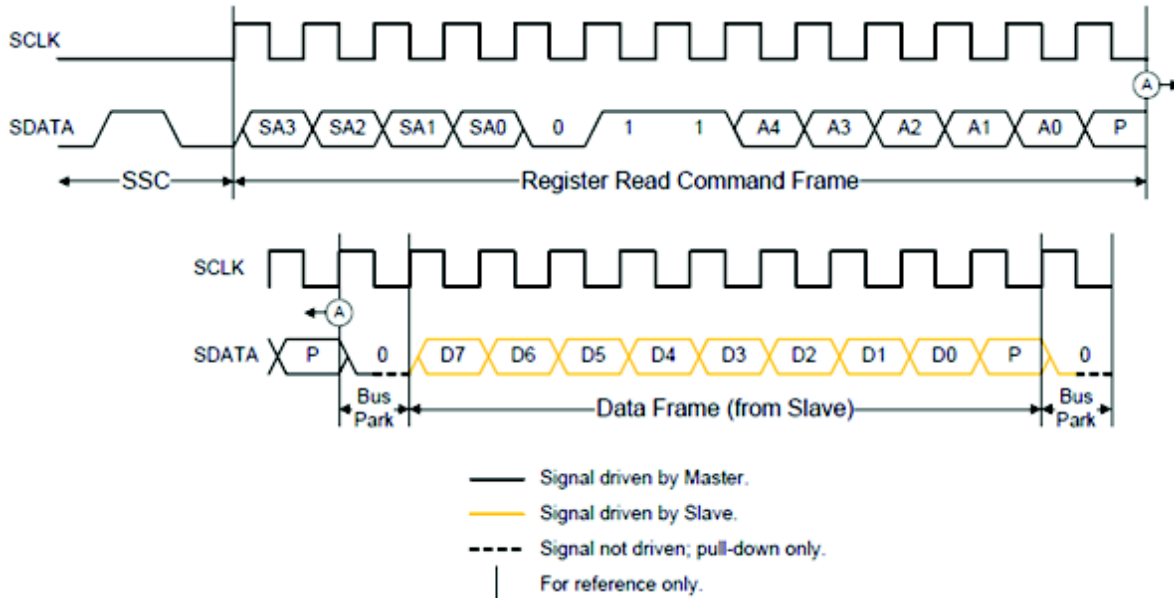 SCLK
A
SDATA SA3 SA2 SA1 SA0 0 1 1 A4 A3 A2 A1 A0 P
SSC Register Read Command Frame
SCLK
A
SDATA P 0 D7 D6 D5 D4 D3 D2 D1 D0 P 0
Bus Park Data Frame (from Slave) Bus Park
Signal driven by Master.
Signal driven by Slave.
Signal not driven; pull-down only.
For reference only.